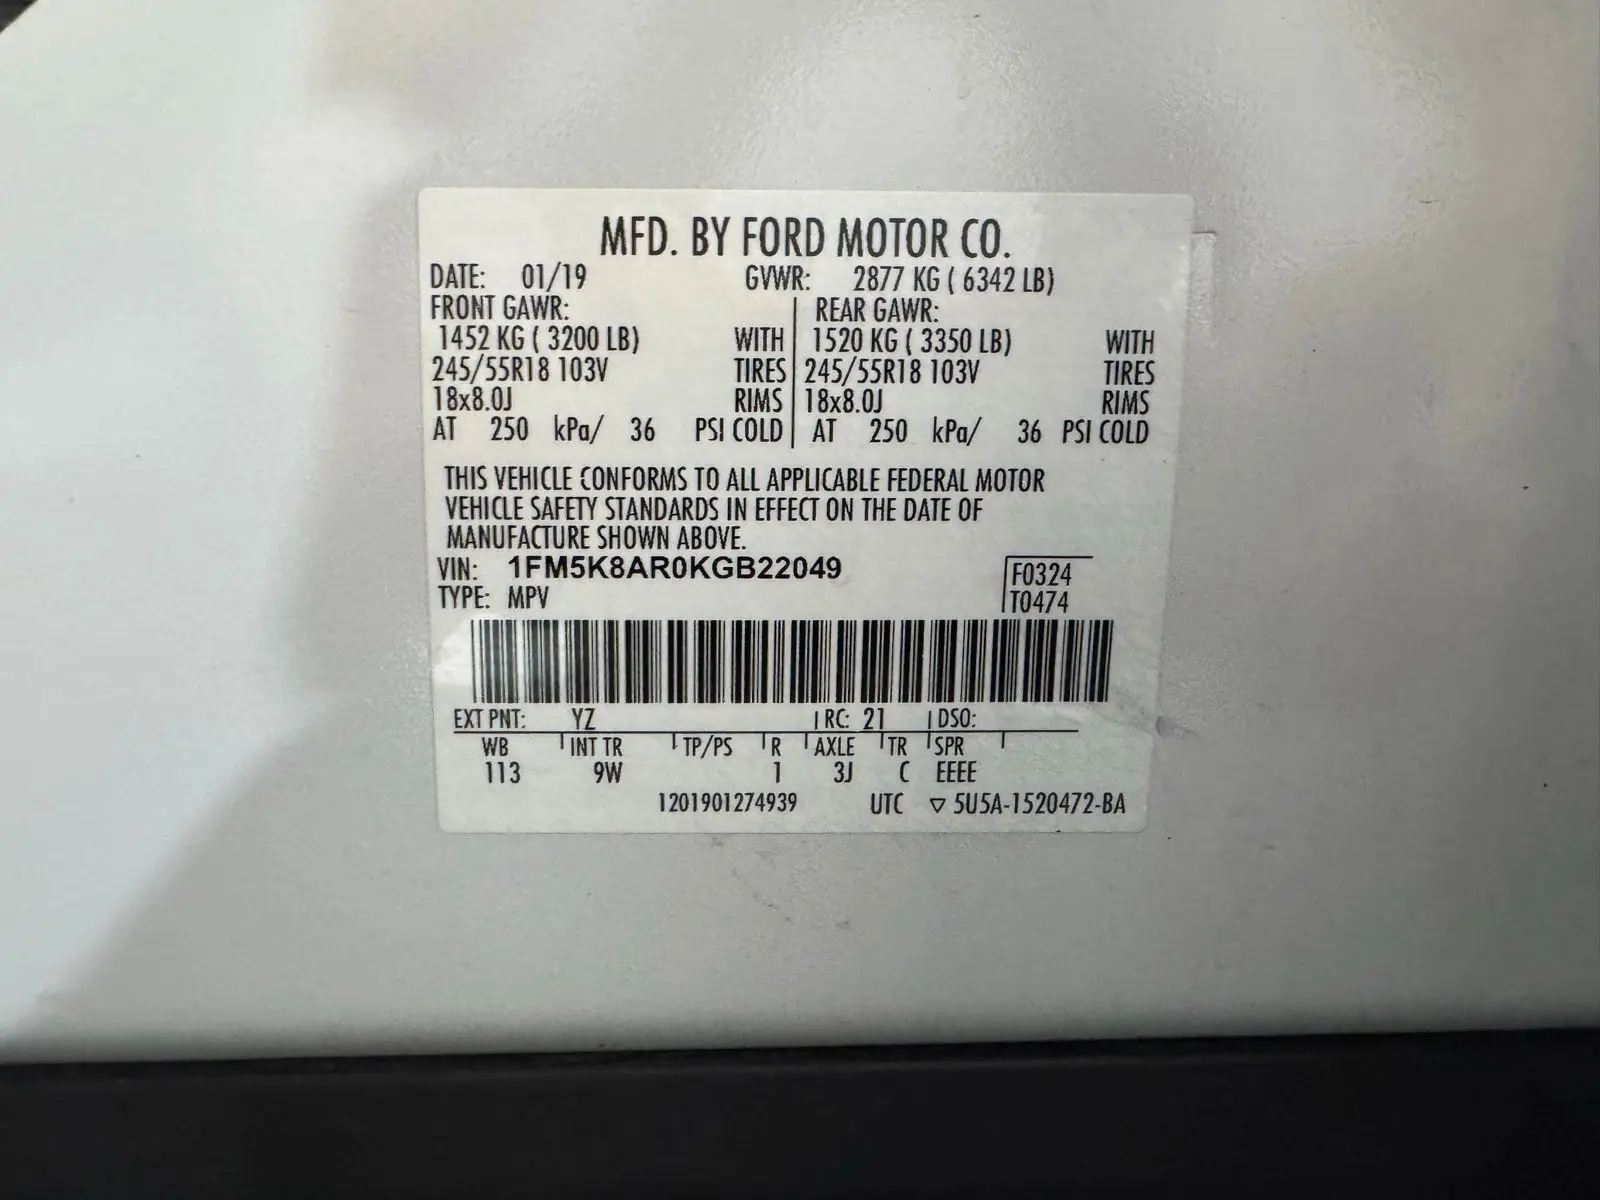 MFD. BY FORD MOTOR CO.
DATE: 01/19 GVWR: 2877 KG ( 6342 LB)
FRONT GAWR: REAR GAWR:
1452 KG ( 3200 LB) WITH 1520 KG ( 3350 LB) WITH
245/55R18 103V TIRES 245/55R18 103V TIRES
18x8.0J RIMS 18x8.0J RIMS
AT 250 kPa/ 36 PSI COLD AT 250 kPa/ 36 PSI COLD
THIS VEHICLE CONFORMS TO ALL APPLICABLE FEDERAL MOTOR
VEHICLE SAFETY STANDARDS IN EFFECT ON THE DATE OF
MANUFACTURE SHOWN ABOVE.
VIN: 1FM5K8AR0KGB22049 F0324
TYPE: MPV T0474
EXT PNT: YZ RC: 21 DSO:
WB INT TR TP/PS R AXLE TR SPR
113 9W 1 3J C EEEE
1201901274939 UTC ▽ 5U5A-1520472-BA